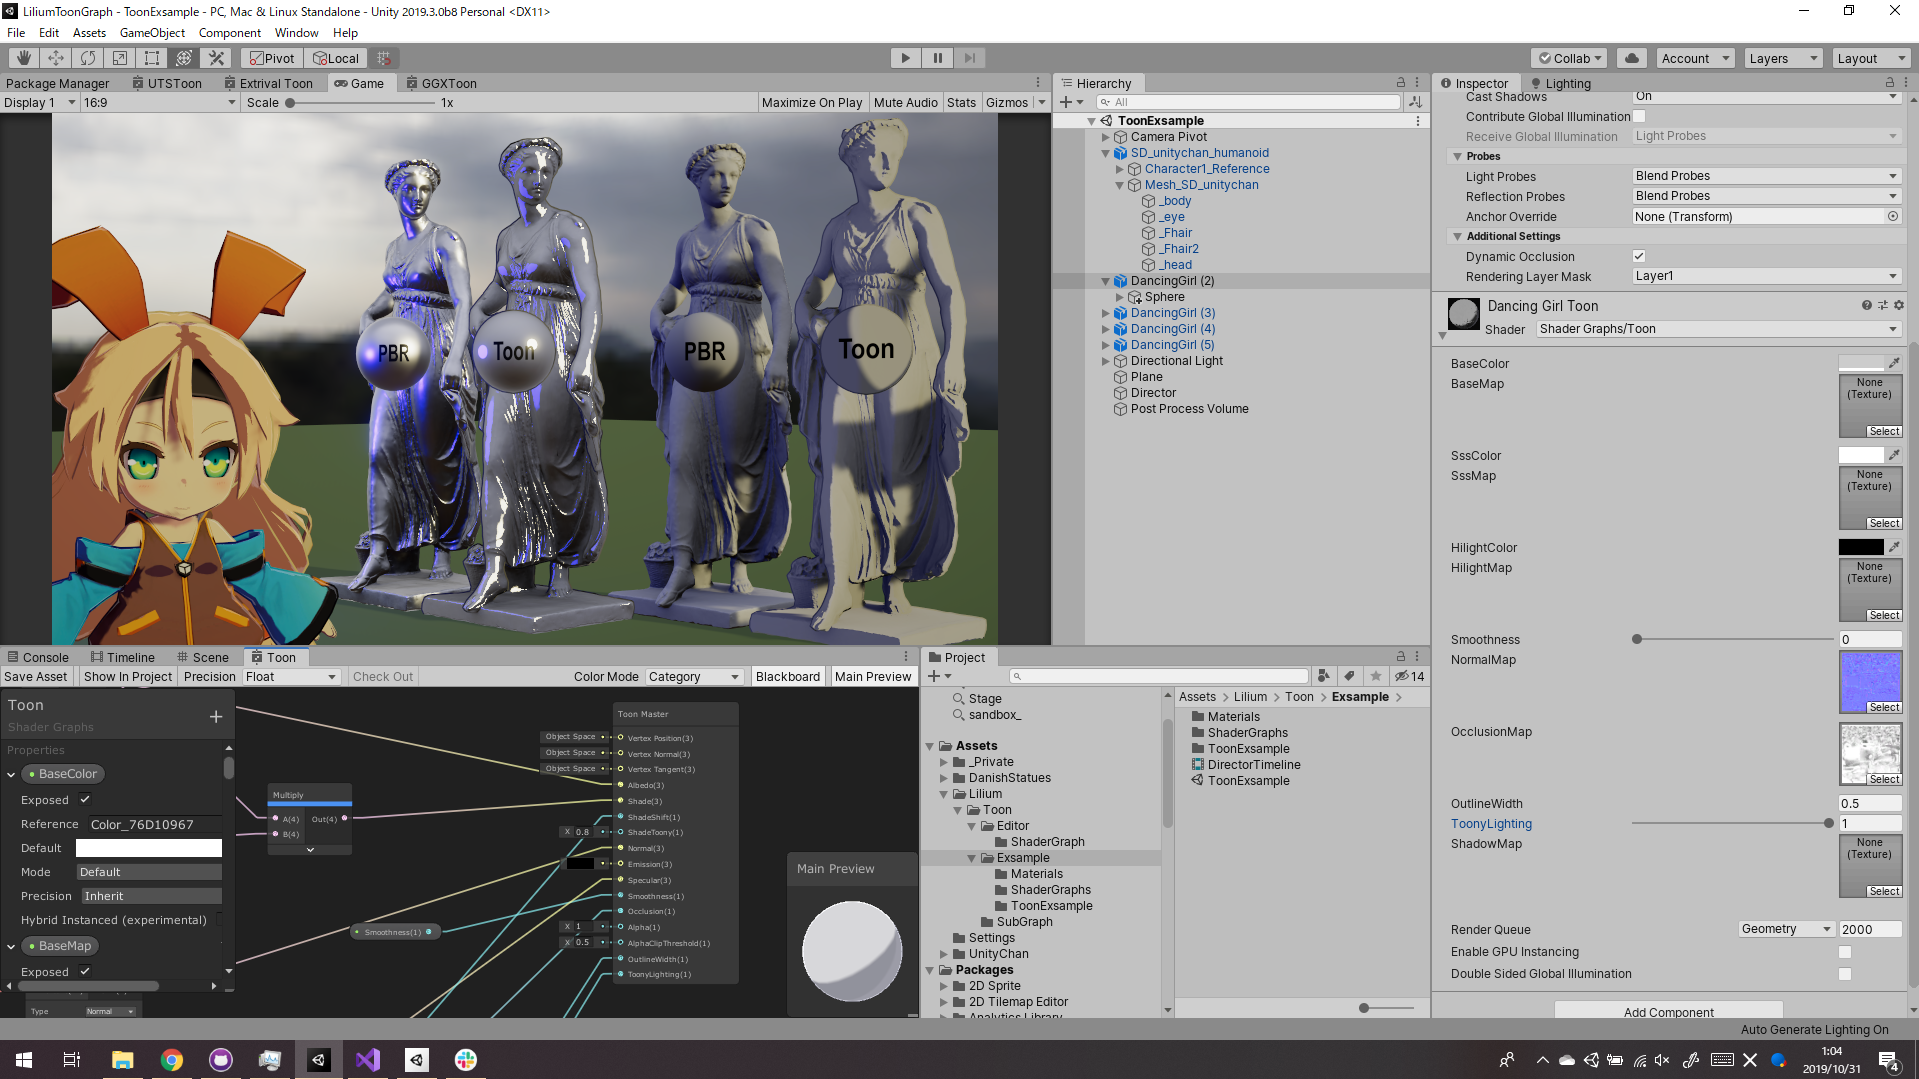 LiliumToonGraph - ToonExsample - PC, Mac & Linux Standalone - Unity 2019.3.0b8 Personal <DX11>
File Edit Assets GameObject Component Window Help
Pivot Local Collab Account Layers Layout
Package Manager UTSToon Extrival Toon Game GGXToon
Display 1 16:9 Scale 1x Maximize On Play Mute Audio Stats Gizmos
PBR
Toon
PBR
Toon
Hierarchy
All
ToonExsample
Camera Pivot
SD_unitychan_humanoid
Character1_Reference
Mesh_SD_unitychan
_body
_eye
_Fhair
_Fhair2
_head
DancingGirl (2)
Sphere
DancingGirl (3)
DancingGirl (4)
DancingGirl (5)
Directional Light
Plane
Director
Post Process Volume
Inspector Lighting
Cast Shadows On
Contribute Global Illumination
Receive Global Illumination Light Probes
Probes
Light Probes Blend Probes
Reflection Probes Blend Probes
Anchor Override None (Transform)
Additional Settings
Dynamic Occlusion
Rendering Layer Mask Layer1
Dancing Girl Toon
Shader Shader Graphs/Toon
BaseColor
BaseMap None (Texture) Select
SssColor
SssMap None (Texture) Select
HilightColor
HilightMap None (Texture) Select
Smoothness 0
NormalMap Select
OcclusionMap Select
OutlineWidth 0.5
ToonyLighting 1
ShadowMap None (Texture) Select
Render Queue Geometry 2000
Enable GPU Instancing
Double Sided Global Illumination
Add Component
Auto Generate Lighting On
Console Timeline Scene Toon
Save Asset Show In Project Precision Float Check Out Color Mode Category Blackboard Main Preview
Toon
Shader Graphs
Properties
BaseColor
Exposed
Reference Color_76D10967
Default
Mode Default
Precision Inherit
Hybrid Instanced (experimental)
BaseMap
Exposed
Type Normal
Multiply
A(4) Out(4)
B(4)
Smoothness(1)
Toon Master
Object Space Vertex Position(3)
Object Space Vertex Normal(3)
Object Space Vertex Tangent(3)
Albedo(3)
Shade(3)
ShadeShift(1)
X 0.8 ShadeToony(1)
Normal(3)
Emission(3)
Specular(3)
Smoothness(1)
Occlusion(1)
X 1 Alpha(1)
X 0.5 AlphaClipThreshold(1)
OutlineWidth(1)
ToonyLighting(1)
Main Preview
Project
14
Stage
sandbox_
Assets
_Private
DanishStatues
Lilium
Toon
Editor
ShaderGraph
Exsample
Materials
ShaderGraphs
ToonExsample
SubGraph
Settings
UnityChan
Packages
2D Sprite
2D Tilemap Editor
Analytics Library
Assets Lilium Toon Exsample
Materials
ShaderGraphs
ToonExsample
DirectorTimeline
ToonExsample
1:04
2019/10/31
4